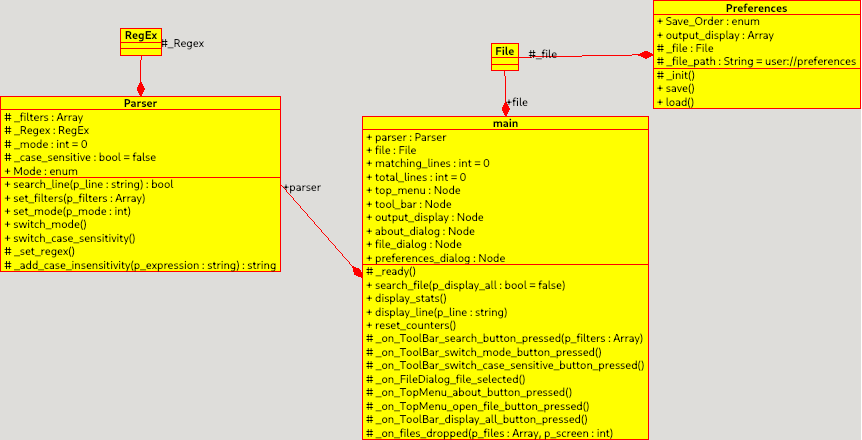 RegEx
#_Regex
Parser
# _filters : Array
# _Regex : RegEx
# _mode : int = 0
# _case_sensitive : bool = false
+ Mode : enum
+ search_line(p_line : string) : bool
+ set_filters(p_filters : Array)
+ set_mode(p_mode : int)
+ switch_mode()
+ switch_case_sensitivity()
# _set_regex()
# _add_case_insensitivity(p_expression : string) : string
+parser
File
#_file
+file
Preferences
+ Save_Order : enum
+ output_display : Array
# _file : File
# _file_path : String = user://preferences
# _init()
+ save()
+ load()
main
+ parser : Parser
+ file : File
+ matching_lines : int = 0
+ total_lines : int = 0
+ top_menu : Node
+ tool_bar : Node
+ output_display : Node
+ about_dialog : Node
+ file_dialog : Node
+ preferences_dialog : Node
# _ready()
+ search_file(p_display_all : bool = false)
+ display_stats()
+ display_line(p_line : string)
+ reset_counters()
# _on_ToolBar_search_button_pressed(p_filters : Array)
# _on_ToolBar_switch_mode_button_pressed()
# _on_ToolBar_switch_case_sensitive_button_pressed()
# _on_FileDialog_file_selected()
# _on_TopMenu_about_button_pressed()
# _on_TopMenu_open_file_button_pressed()
# _on_ToolBar_display_all_button_pressed()
# _on_files_dropped(p_files : Array, p_screen : int)